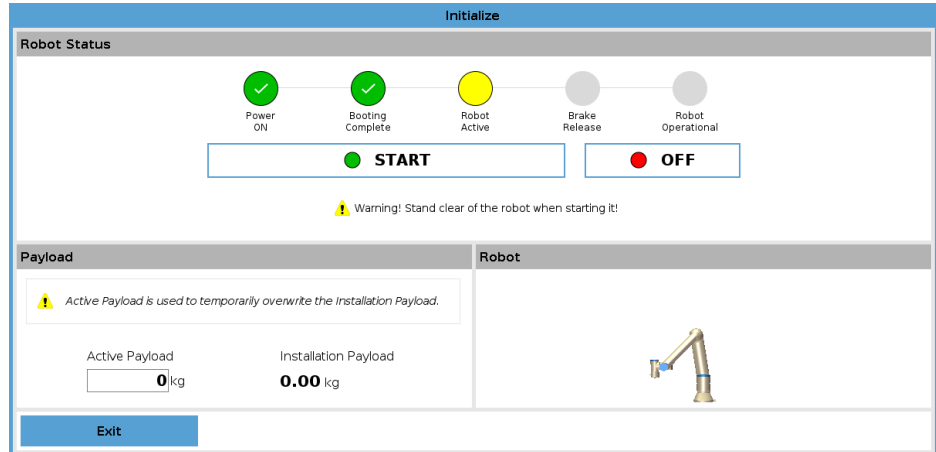 Initialize
Robot Status
Power ON
Booting Complete
Robot Active
Brake Release
Robot Operational
START
OFF
Warning! Stand clear of the robot when starting it!
Payload
Robot
Active Payload is used to temporarily overwrite the Installation Payload.
Active Payload
Installation Payload
0 kg
0.00 kg
Exit